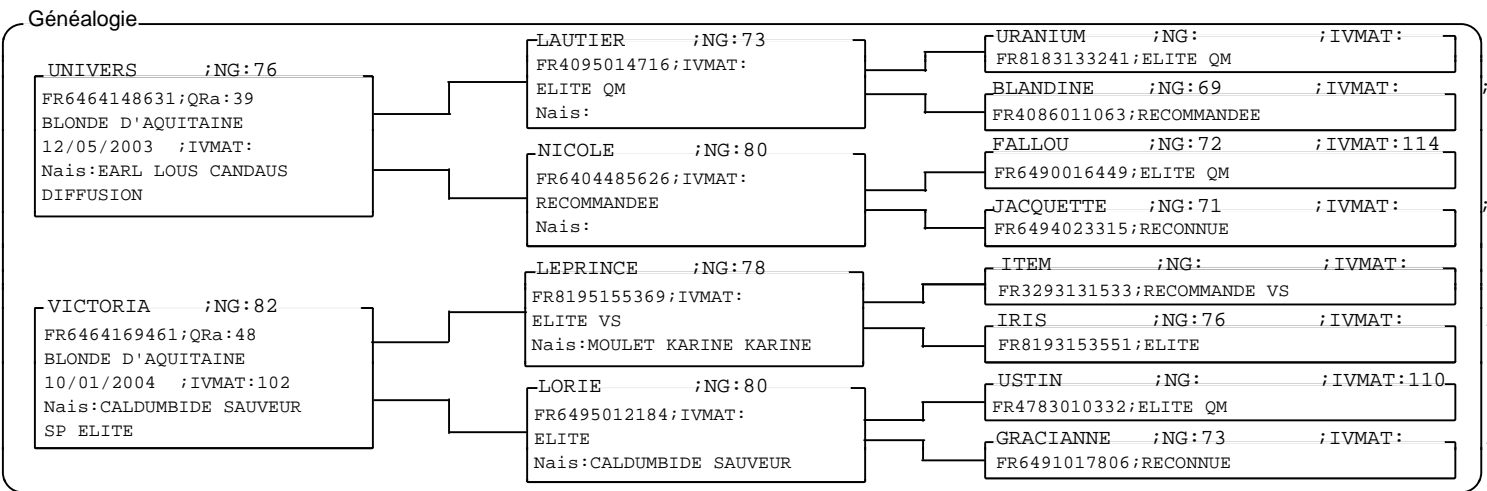 Généalogie
UNIVERS ;NG:76
FR6464148631;QRa:39
BLONDE D'AQUITAINE
12/05/2003 ;IVMAT:
Nais:EARL LOUS CANDAUS
DIFFUSION
VICTORIA ;NG:82
FR6464169461;QRa:48
BLONDE D'AQUITAINE
10/01/2004 ;IVMAT:102
Nais:CALDUMBIDE SAUVEUR
SP ELITE
LAUTIER ;NG:73
FR4095014716;IVMAT:
ELITE QM
Nais:
NICOLE ;NG:80
FR6404485626;IVMAT:
RECOMMANDEE
Nais:
LEPRINCE ;NG:78
FR8195155369;IVMAT:
ELITE VS
Nais:MOULET KARINE KARINE
LORIE ;NG:80
FR6495012184;IVMAT:
ELITE
Nais:CALDUMBIDE SAUVEUR
URANIUM ;NG: ;IVMAT:
FR8183133241;ELITE QM
BLANDINE ;NG:69 ;IVMAT: ;
FR4086011063;RECOMMANDEE
FALLOU ;NG:72 ;IVMAT:114
FR6490016449;ELITE QM
JACQUETTE ;NG:71 ;IVMAT: ;
FR6494023315;RECONNUE
ITEM ;NG: ;IVMAT:
FR3293131533;RECOMMANDE VS
IRIS ;NG:76 ;IVMAT:
FR8193153551;ELITE
USTIN ;NG: ;IVMAT:110
FR4783010332;ELITE QM
GRACIANNE ;NG:73 ;IVMAT:
FR6491017806;RECONNUE